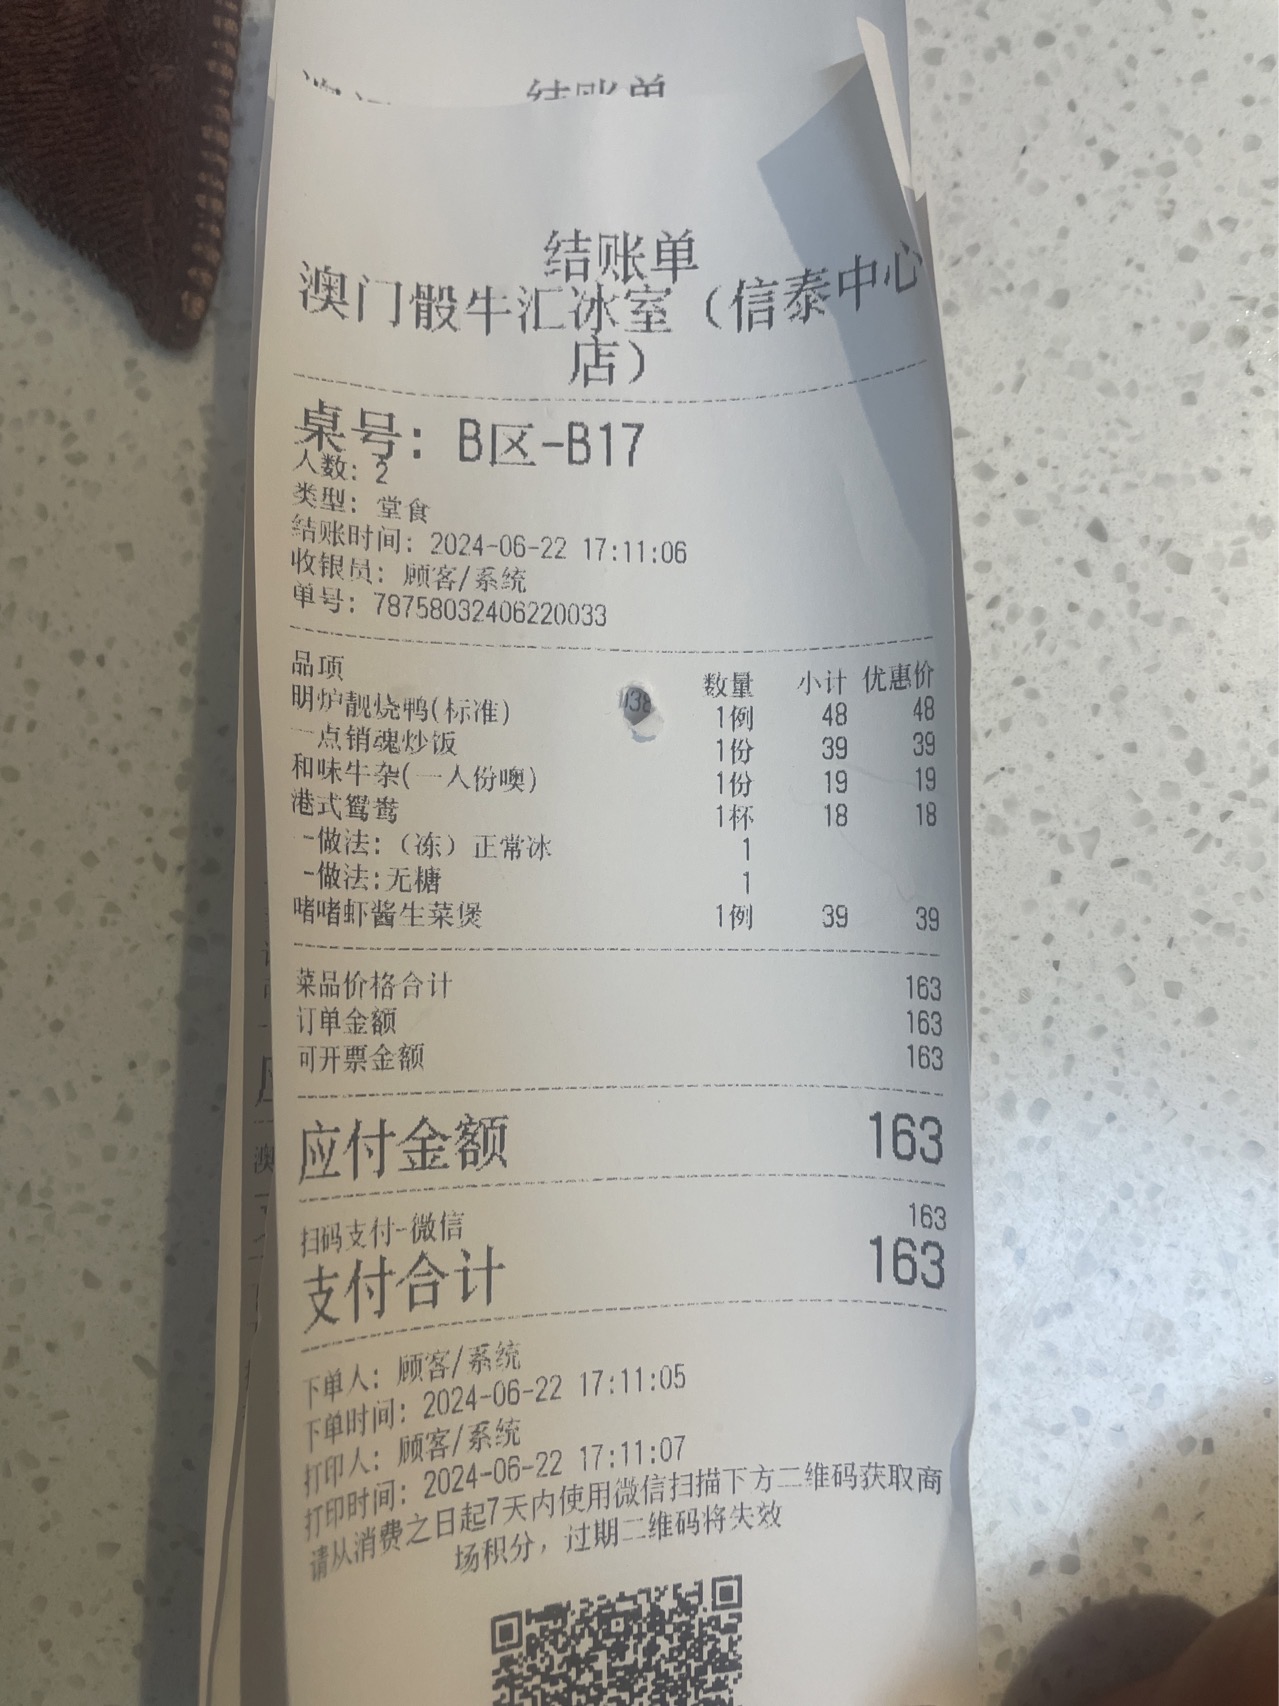 结账单
结账单
澳门骰牛汇冰室（信泰中心
店）
桌号：B区-B17
人数：2
类型：堂食
结账时间：2024-06-22 17:11:06
收银员：顾客/系统
单号：78758032406220033
品项 数量 小计 优惠价
明炉靓烧鸭(标准) 1例 48 48
一点销魂炒饭 1份 39 39
和味牛杂(一人份噢) 1份 19 19
港式鸳鸯 1杯 18 18
-做法:（冻）正常冰 1
-做法:无糖 1
啫啫虾酱生菜煲 1例 39 39
菜品价格合计 163
订单金额 163
可开票金额 163
应付金额 163
扫码支付-微信 163
支付合计 163
下单人：顾客/系统
下单时间：2024-06-22 17:11:05
打印人：顾客/系统
打印时间：2024-06-22 17:11:07
请从消费之日起7天内使用微信扫描下方二维码获取商
场积分，过期二维码将失效